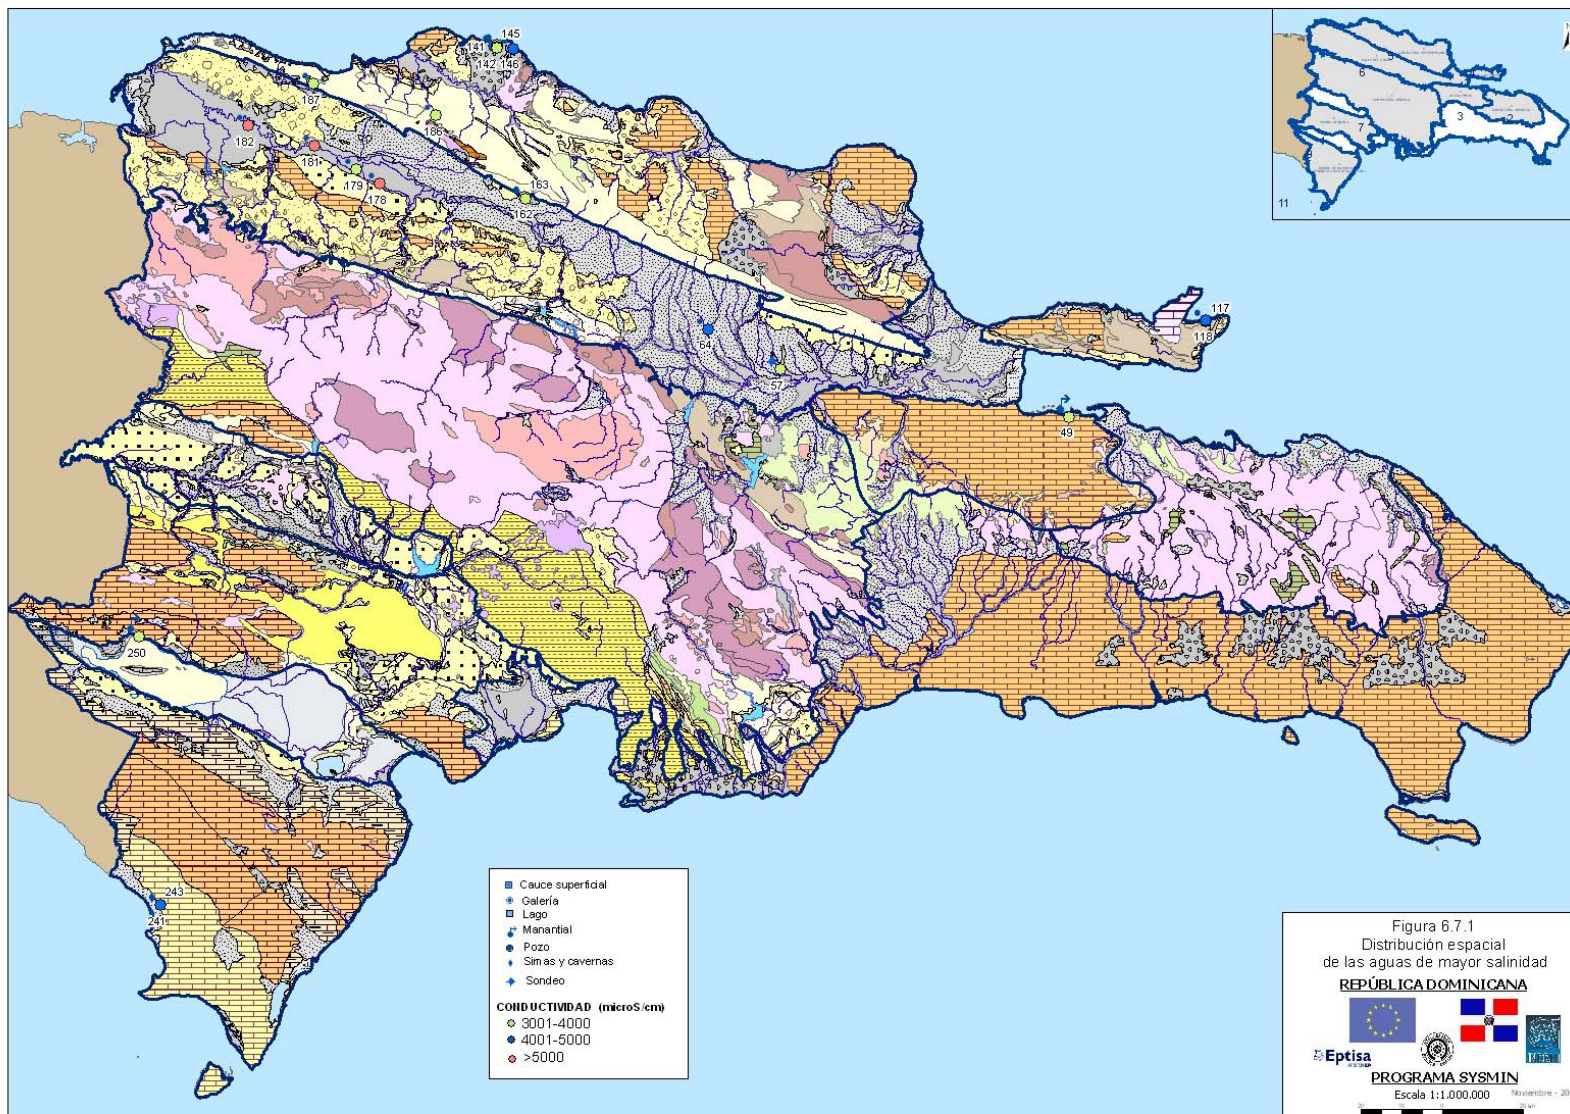 145
141
142
146
187
186
182
181
179
178
163
162
64
57
117
118
49
250
243
241
5
6
3
2
7
11
Cauce superficial
Galería
Lago
Manantial
Pozo
Simas y cavernas
Sondeo
CONDUCTIVIDAD (microS/cm)
3001-4000
4001-5000
>5000
Figura 6.7.1
Distribución espacial
de las aguas de mayor salinidad
REPÚBLICA DOMINICANA
Eptisa
PROGRAMA SYSMIN
Escala 1:1.000.000
Noviembre - 20